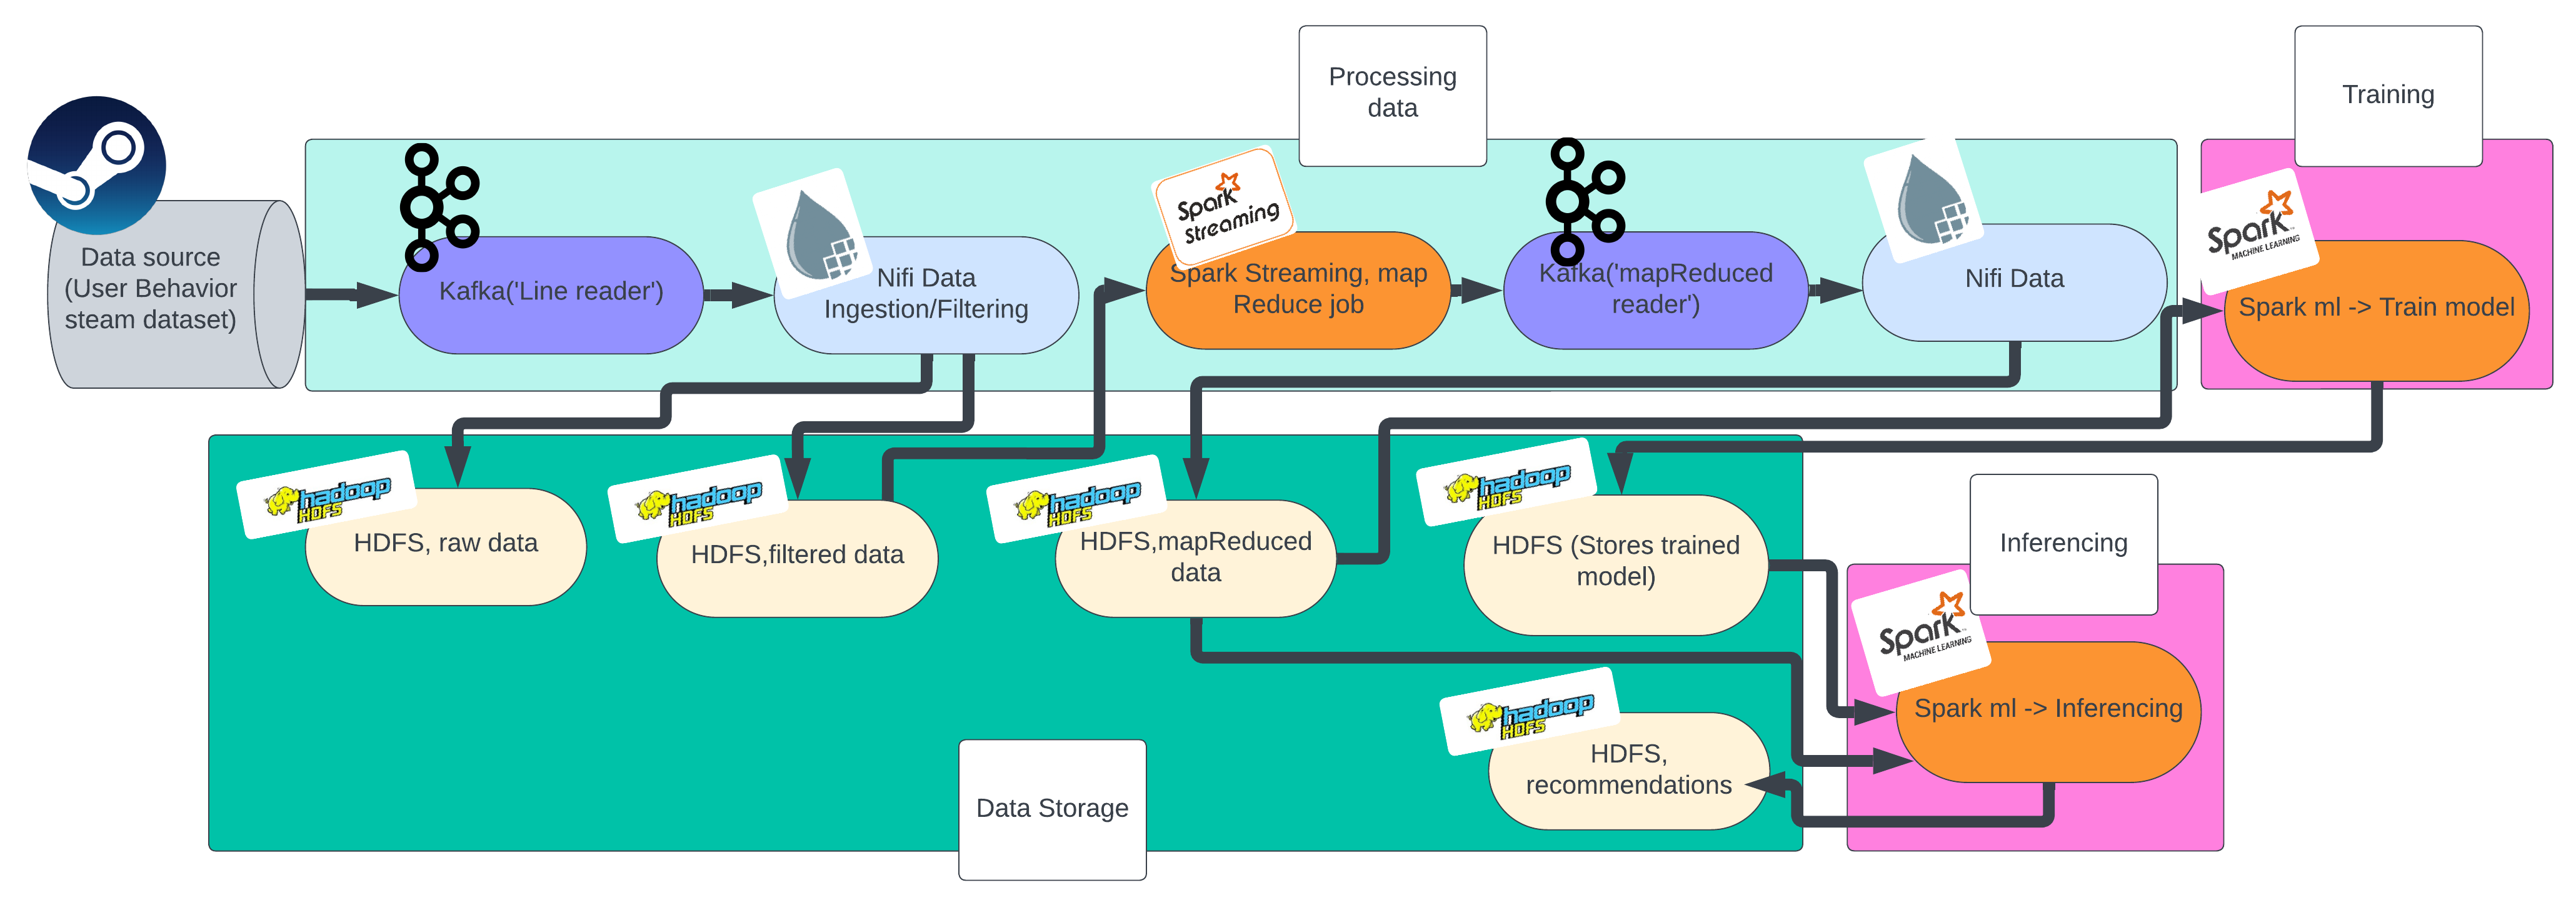 Processing
data
Training
Data source
(User Behavior
steam dataset)
Kafka('Line reader')
Nifi Data
Ingestion/Filtering
Spark
Streaming
Spark Streaming, map
Reduce job
Kafka('mapReduced
reader')
Nifi Data
Spark
MACHINE LEARNING
Spark ml -> Train model
hadoop
HDFS
HDFS, raw data
hadoop
HDFS
HDFS,filtered data
hadoop
HDFS
HDFS,mapReduced
data
hadoop
HDFS
HDFS (Stores trained
model)
Inferencing
Spark
MACHINE LEARNING
Spark ml -> Inferencing
hadoop
HDFS
HDFS,
recommendations
Data Storage